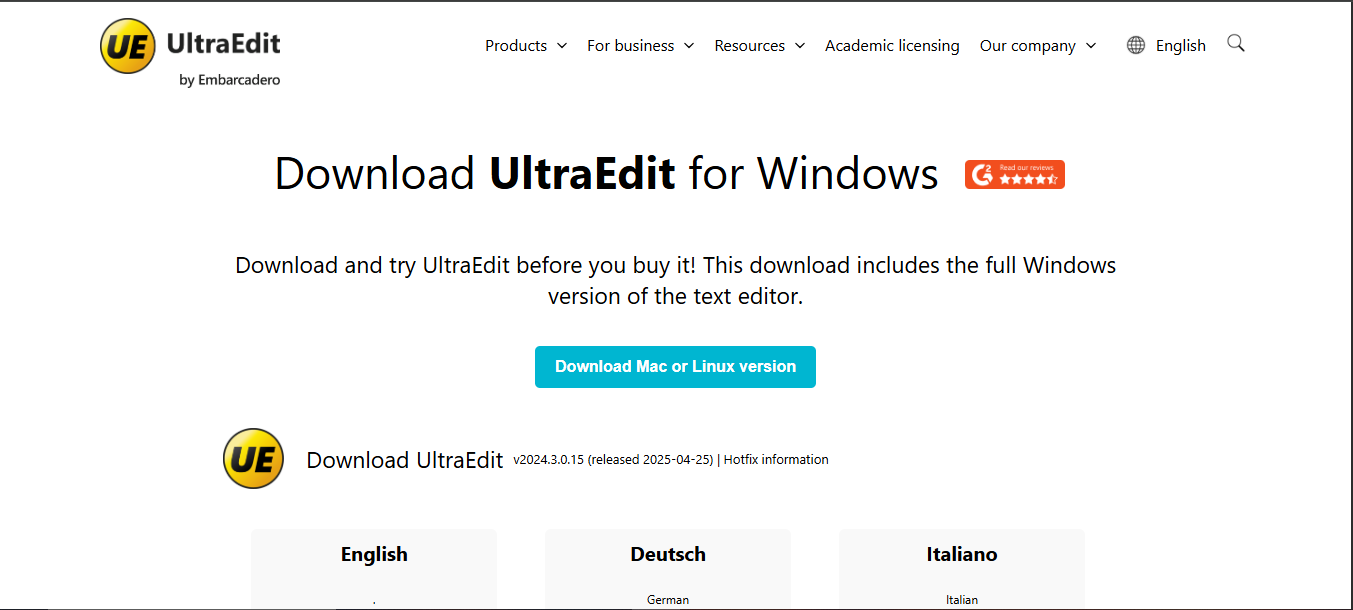 UE UltraEdit
by Embarcadero
Products For business Resources Academic licensing Our company English
Download UltraEdit for Windows
G2 Read our reviews
Download and try UltraEdit before you buy it! This download includes the full Windows
version of the text editor.
Download Mac or Linux version
UE Download UltraEdit v2024.3.0.15 (released 2025-04-25) | Hotfix information
English Deutsch Italiano
. German Italian